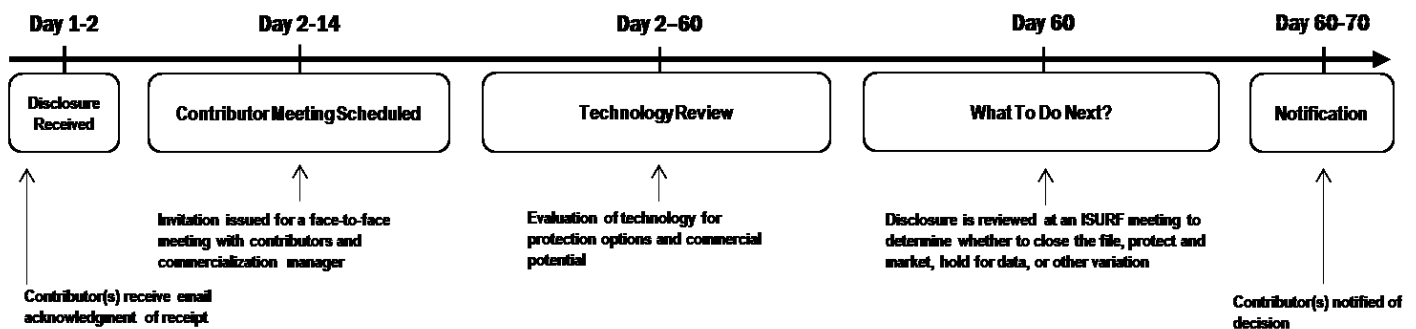 Day 1-2
Day 2-14
Day 2-60
Day 60
Day 60-70
Disclosure
Received
Contributor Meeting Scheduled
Technology Review
What To Do Next?
Notification
Invitation issued for a face-to-face
meeting with contributors and
commercialization manager
Evaluation of technology for
protection options and commercial
potential
Disclosure is reviewed at an ISURF meeting to
determine whether to close the file, protect and
market, hold for data, or other variation
Contributor(s) receive email
acknowledgment of receipt
Contributor(s) notified of
decision